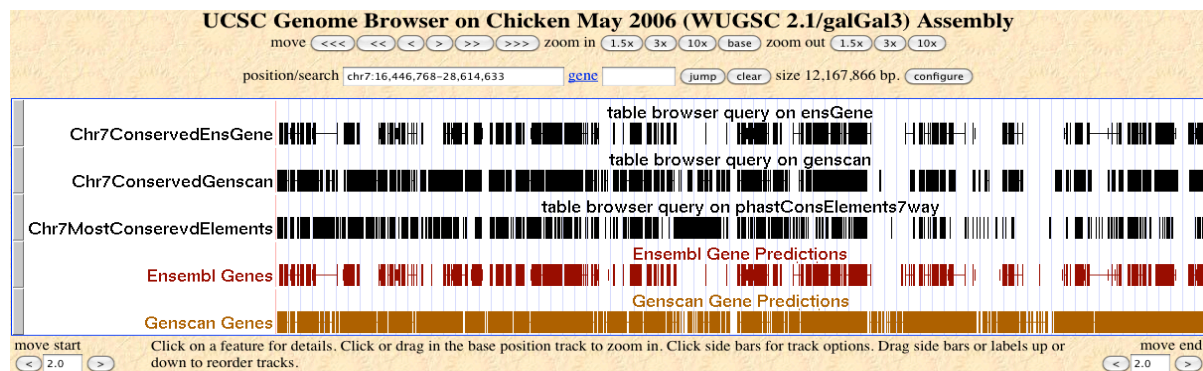 UCSC Genome Browser on Chicken May 2006 (WUGSC 2.1/galGal3) Assembly
move <<< << < > >> >>> zoom in 1.5x 3x 10x base zoom out 1.5x 3x 10x
position/search chr7:16,446,768-28,614,633 gene jump clear size 12,167,866 bp. configure
table browser query on ensGene
Chr7ConservedEnsGene
table browser query on genscan
Chr7ConservedGenscan
table browser query on phastConsElements7way
Chr7MostConserevdElements
Ensembl Gene Predictions
Ensembl Genes
Genscan Gene Predictions
Genscan Genes
move start Click on a feature for details. Click or drag in the base position track to zoom in. Click side bars for track options. Drag side bars or labels up or move end
< 2.0 > down to reorder tracks. < 2.0 >